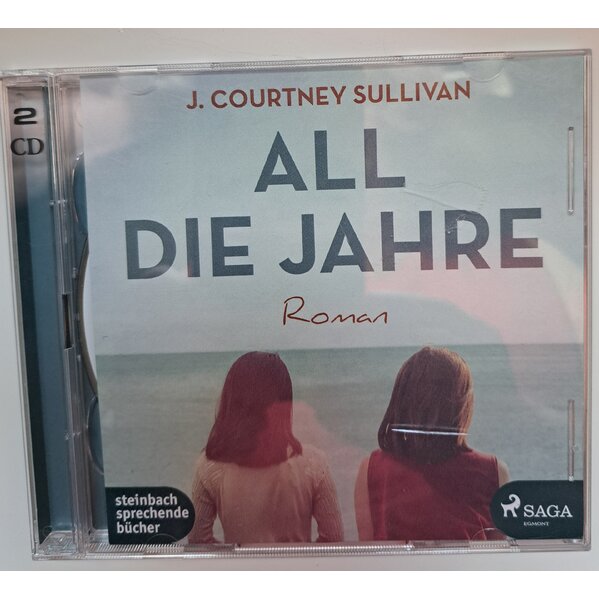 2
CD
J. COURTNEY SULLIVAN
ALL
DIE JAHRE
Roman
steinbach
sprechende
bücher
SAGA
EGMONT